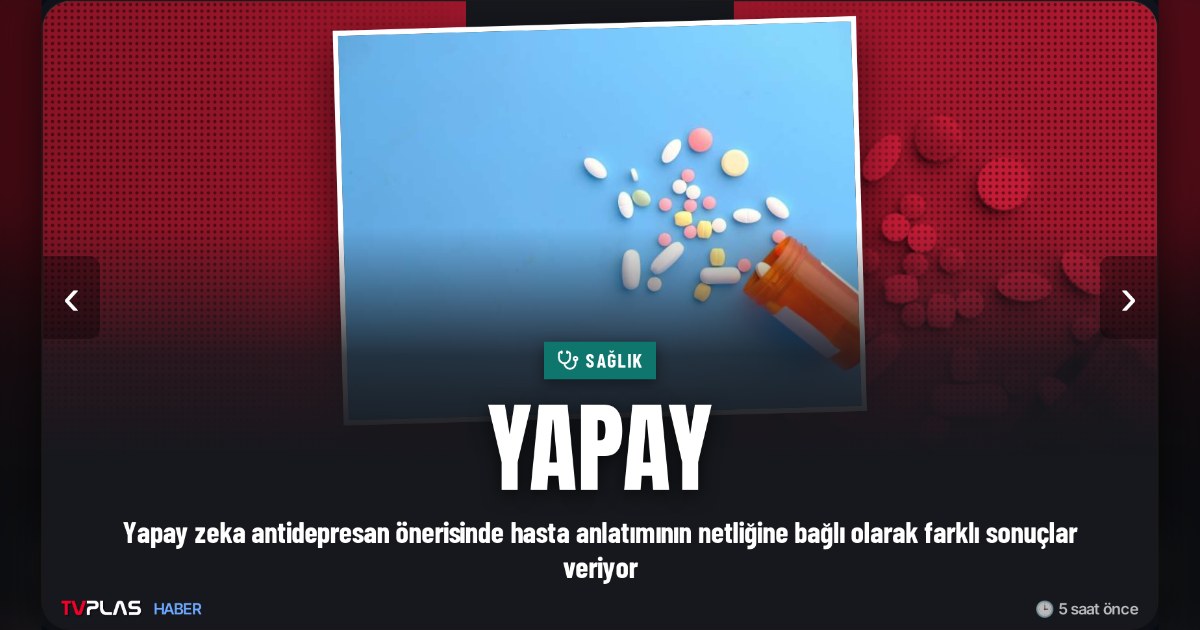 SAĞLIK
YAPAY
Yapay zeka antidepresan önerisinde hasta anlatımının netliğine bağlı olarak farklı sonuçlar
veriyor
TVPLAS HABER
5 saat önce